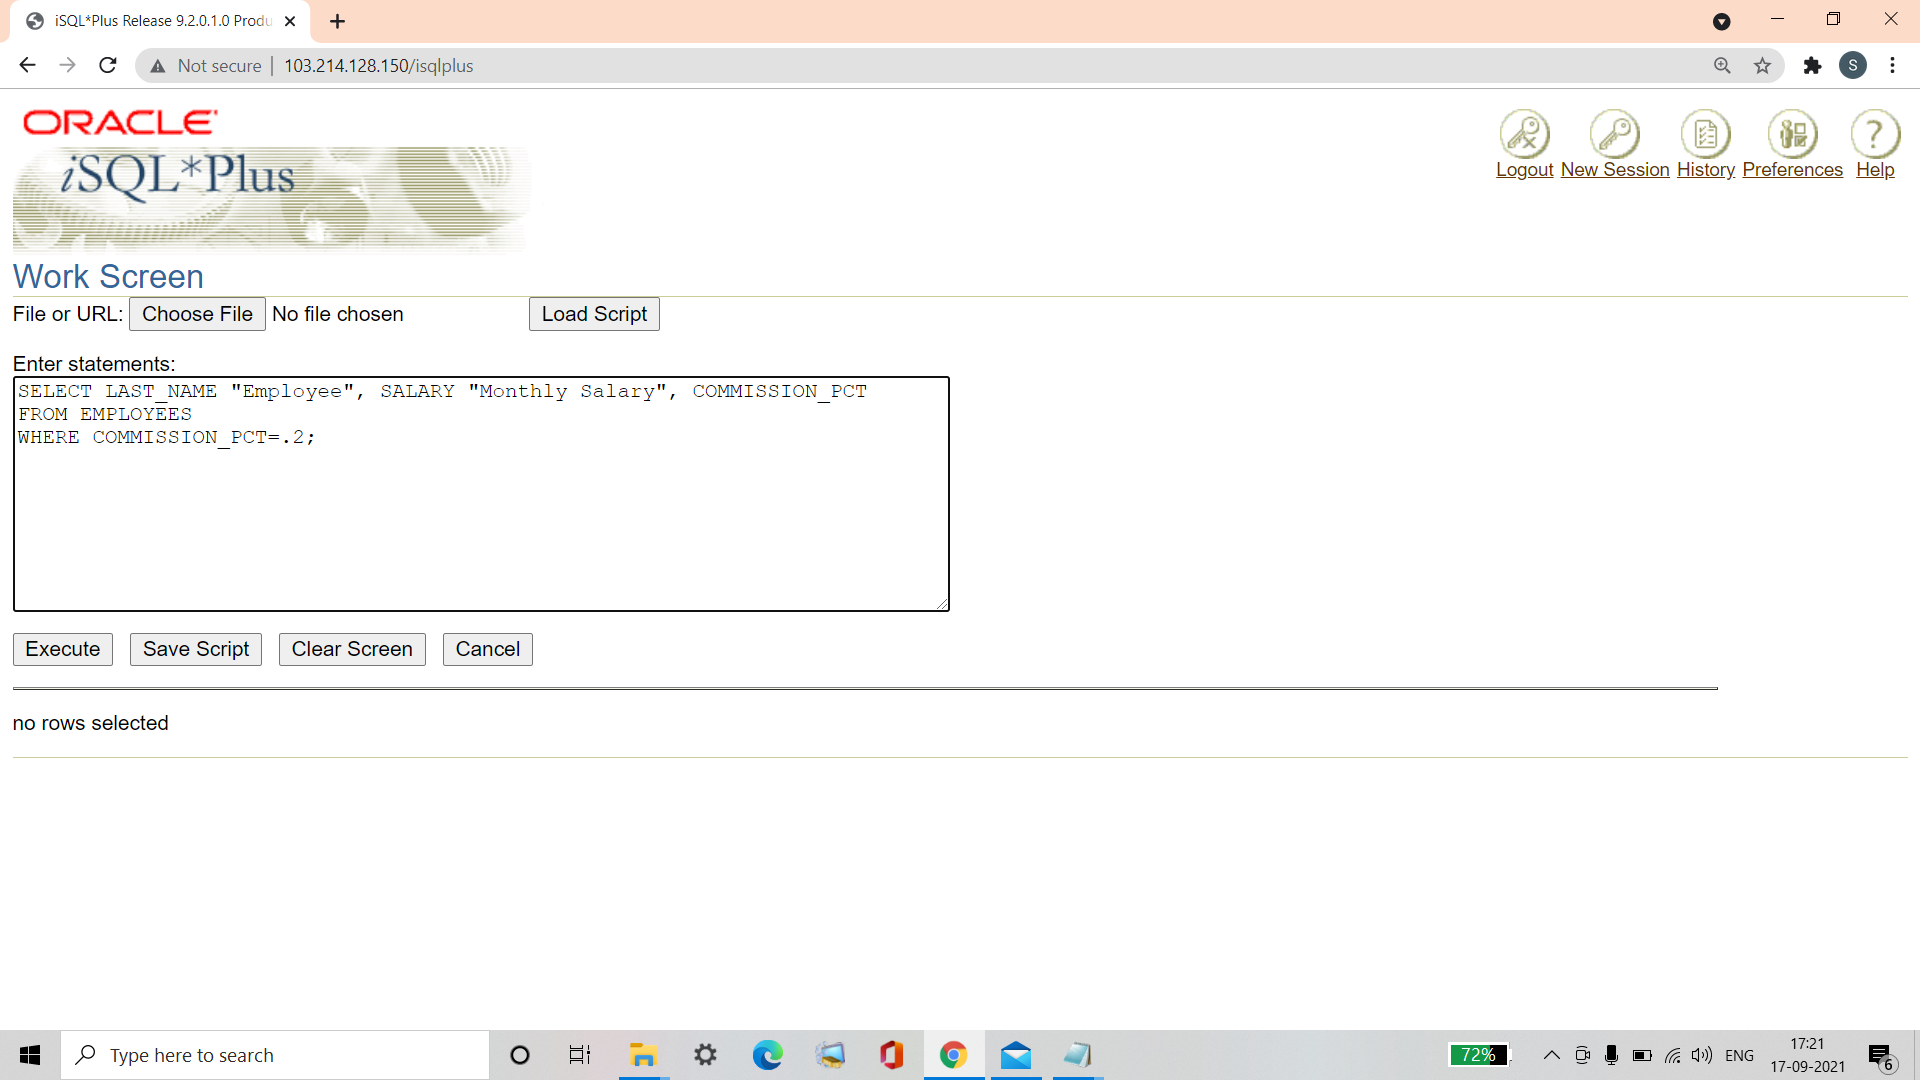 iSQL*Plus Release 9.2.0.1.0 Produ
Not secure | 103.214.128.150/isqlplus
S
ORACLE
iSQL*Plus
Logout New Session History Preferences Help
Work Screen
File or URL: Choose File No file chosen Load Script
Enter statements:
SELECT LAST_NAME "Employee", SALARY "Monthly Salary", COMMISSION_PCT
FROM EMPLOYEES
WHERE COMMISSION_PCT=.2;
Execute Save Script Clear Screen Cancel
no rows selected
Type here to search
72%
ENG
17:21
17-09-2021
6